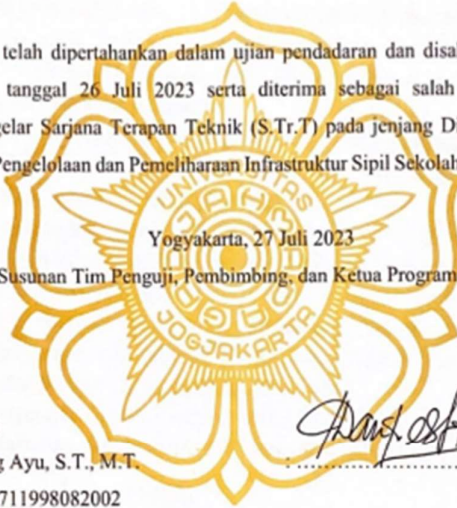 telah dipertahankan dalam ujian pendadaran dan disal
tanggal 26 Juli 2023 serta diterima sebagai salah
gelar Sarjana Terapan Teknik (S.Tr.T) pada jenjang Di
Pengelolaan dan Pemeliharaan Infrastruktur Sipil Sekolah
UNIVERSITAS
GADJAH MADA
Yogyakarta, 27 Juli 2023
Susunan Tim Penguji, Pembimbing, dan Ketua Program
JOGJAKARTA
g Ayu, S.T., M.T.
711998082002